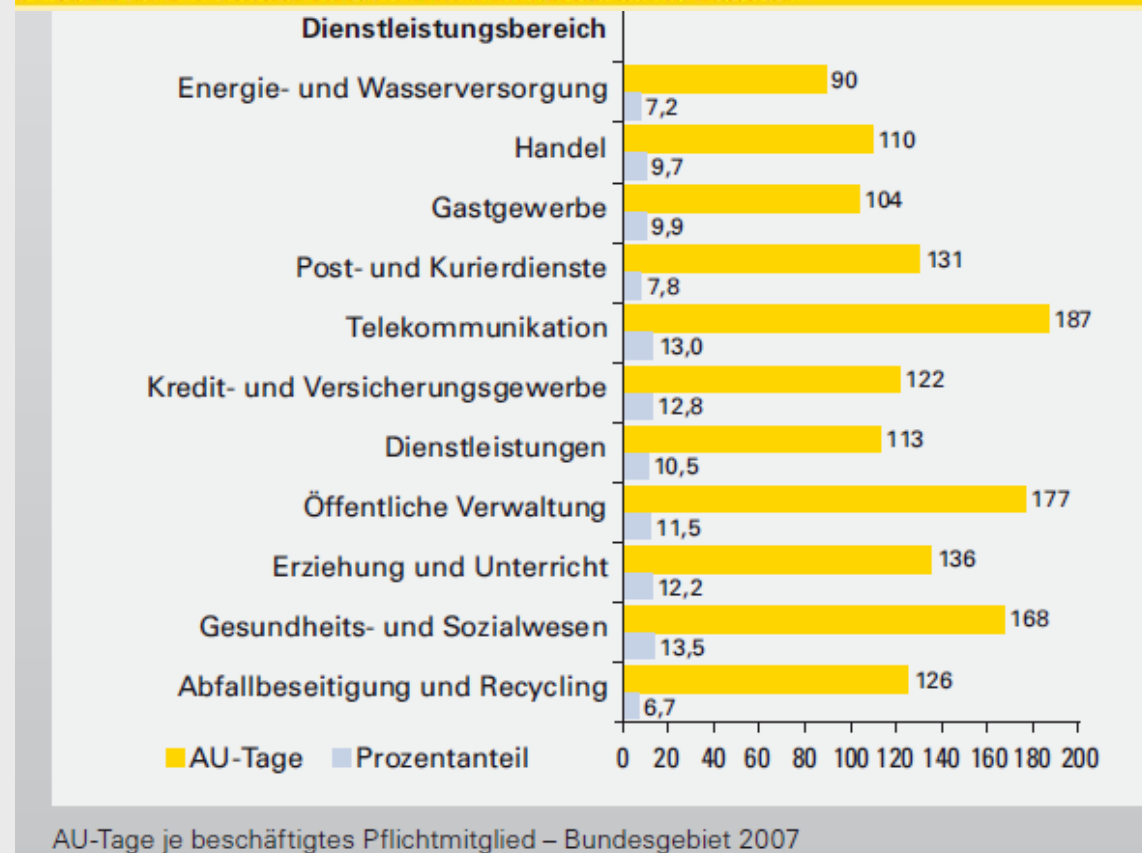 Dienstleistungsbereich
Energie- und Wasserversorgung 90
7,2
Handel 110
9,7
Gastgewerbe 104
9,9
Post- und Kurierdienste 131
7,8
Telekommunikation 187
13,0
Kredit- und Versicherungsgewerbe 122
12,8
Dienstleistungen 113
10,5
Öffentliche Verwaltung 177
11,5
Erziehung und Unterricht 136
12,2
Gesundheits- und Sozialwesen 168
13,5
Abfallbeseitigung und Recycling 126
6,7
AU-Tage Prozentanteil 0 20 40 60 80 100 120 140 160 180 200
AU-Tage je beschäftigtes Pflichtmitglied – Bundesgebiet 2007